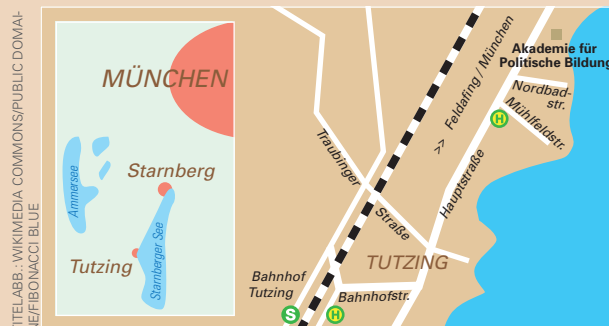 TITELABB.: WIKIMEDIA COMMONS/PUBLIC DOMAI-
NE/FIBONACCI BLUE
MÜNCHEN
Starnberg
Ammersee
Tutzing
Starnberger See
>> Feldafing / München
Akademie für
Politische Bildung
Nordbad-
str.
Mühlfeldstr.
H
Traubinger
Straße
Hauptstraße
TUTZING
Bahnhof
Tutzing
Bahnhofstr.
S
H